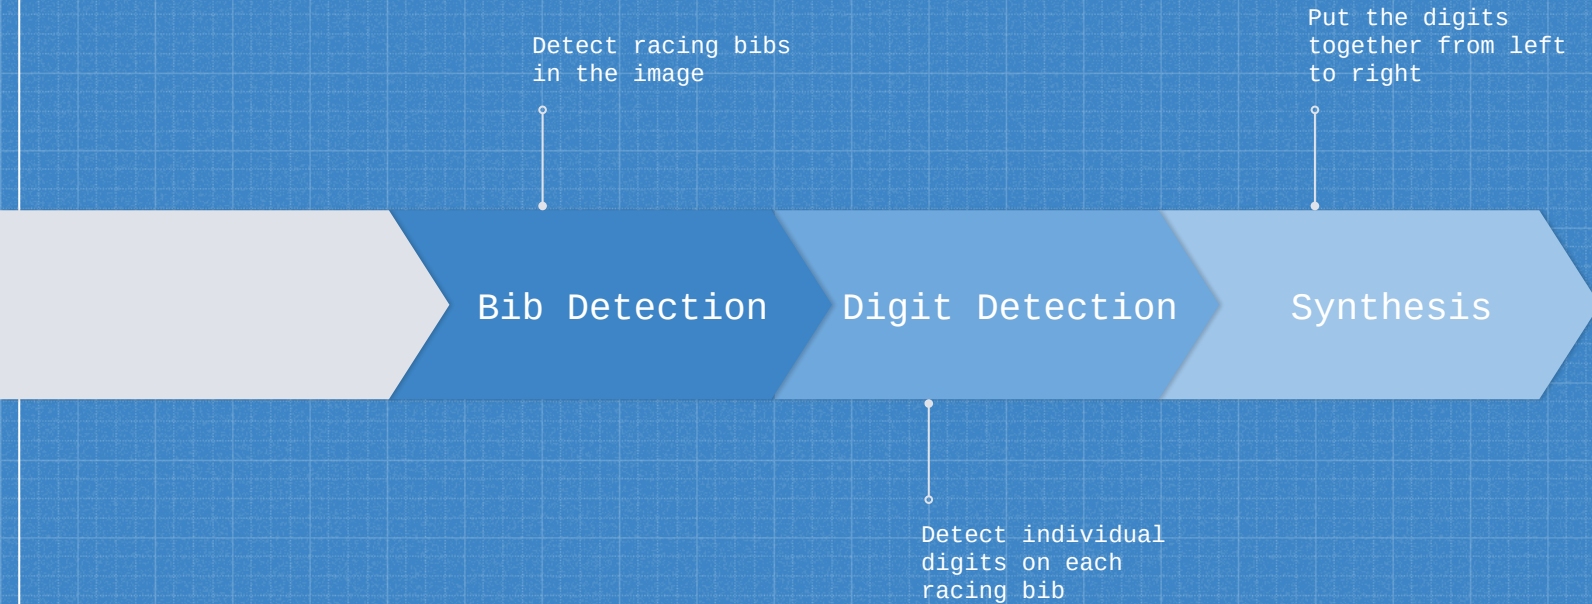 Detect racing bibs
in the image
Put the digits
together from left
to right
Bib Detection
Digit Detection
Synthesis
Detect individual
digits on each
racing bib